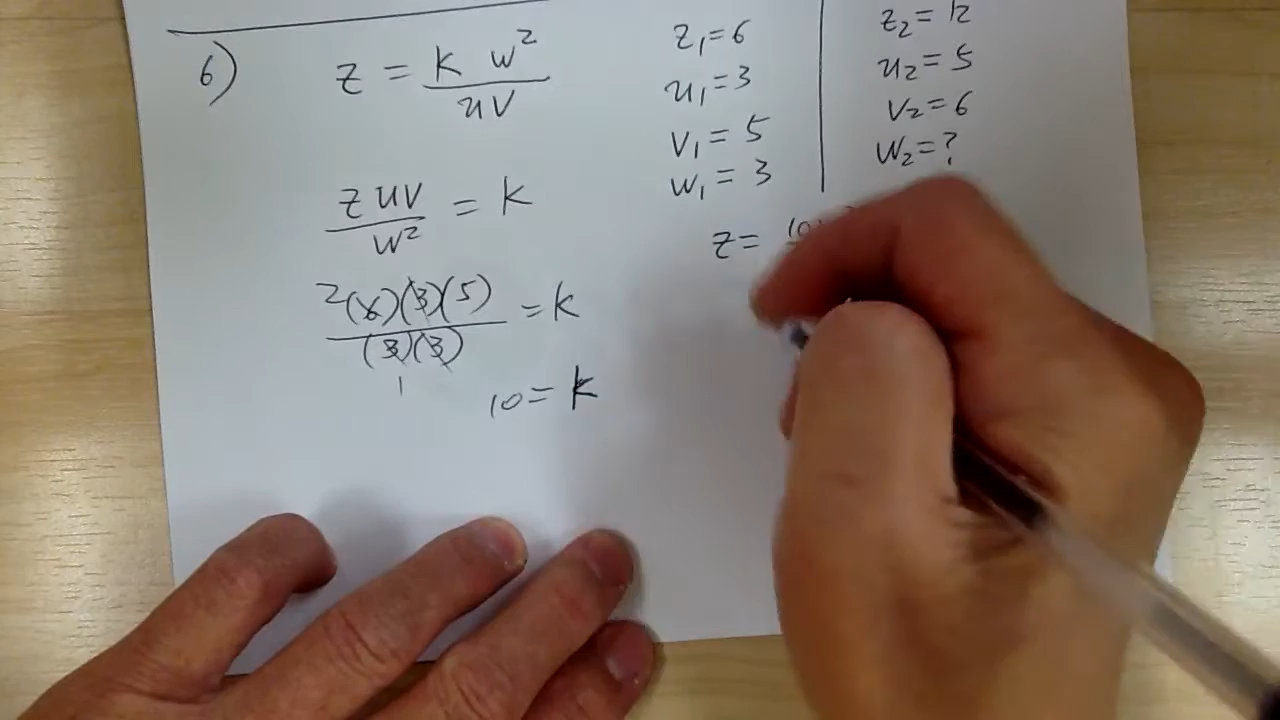 6) z = k w² / uv
zuv / w² = k
2(6)(3)(5) / (3)(3) = k
1
10 = k
z₁ = 6
u₁ = 3
v₁ = 5
w₁ = 3
z₂ = 12
u₂ = 5
v₂ = 6
w₂ = ?
z = 10